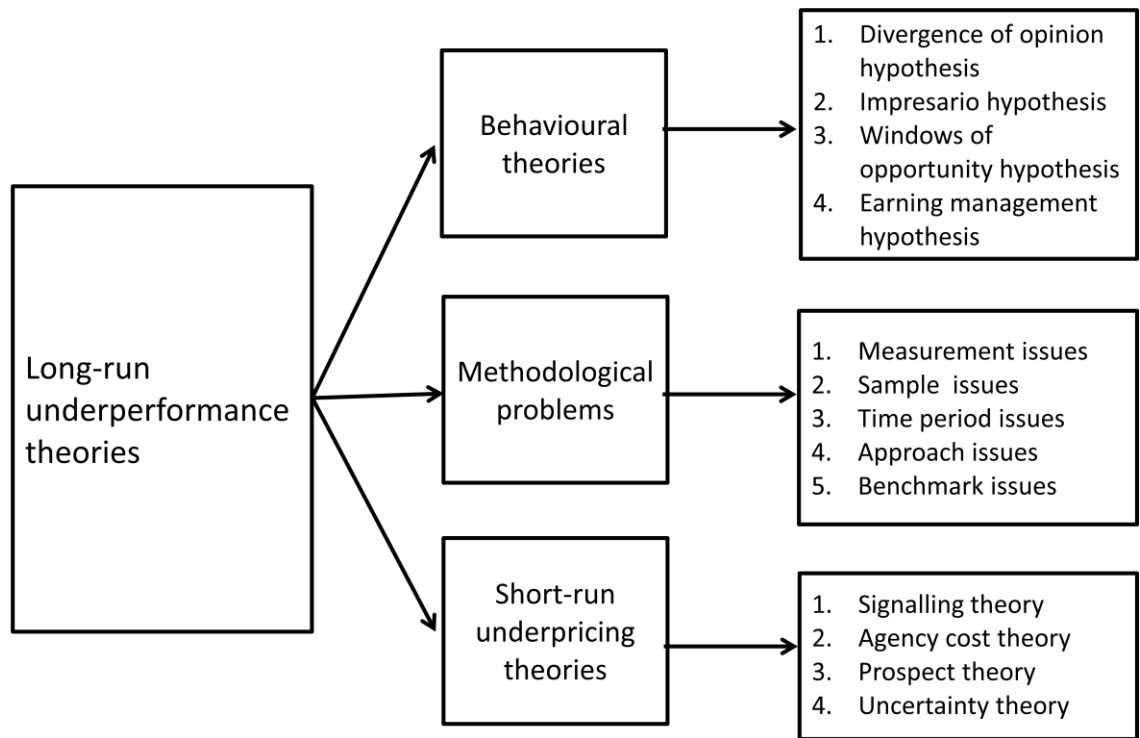 Long-run
underperformance
theories
Behavioural
theories
1. Divergence of opinion
hypothesis
2. Impresario hypothesis
3. Windows of
opportunity hypothesis
4. Earning management
hypothesis
Methodological
problems
1. Measurement issues
2. Sample issues
3. Time period issues
4. Approach issues
5. Benchmark issues
Short-run
underpricing
theories
1. Signalling theory
2. Agency cost theory
3. Prospect theory
4. Uncertainty theory